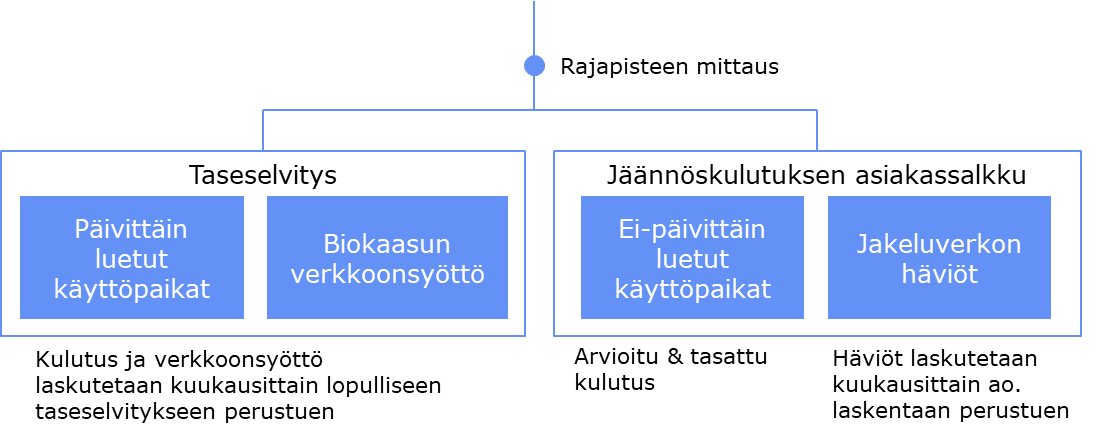 Rajapisteen mittaus
Taseselvitys
Päivittäin
luetut
käyttöpaikat
Biokaasun
verkkoonsyöttö
Kulutus ja verkkoonsyöttö
laskutetaan kuukausittain lopulliseen
taseselvitykseen perustuen
Jäännöskulutuksen asiakassalkku
Ei-päivittäin
luetut
käyttöpaikat
Jakeluverkon
häviöt
Arvioitu & tasattu
kulutus
Häviöt laskutetaan
kuukausittain ao.
laskentaan perustuen